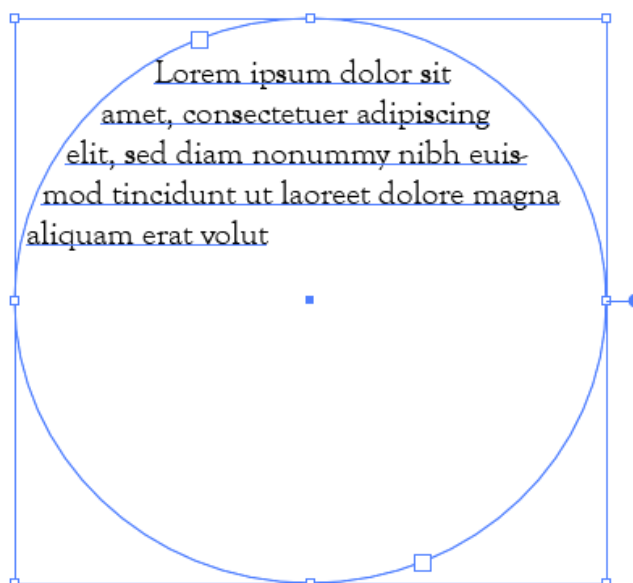 Lorem ipsum dolor sit
amet, consectetuer adipiscing
elit, sed diam nonummy nibh euis-
mod tincidunt ut laoreet dolore magna
aliquam erat volut